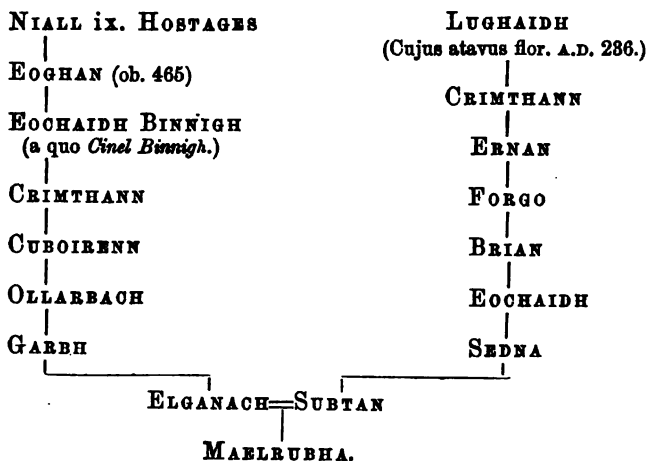 NIALL ix. HOSTAGES
EOGHAN (ob. 465)
EOCHAIDH BINNIGH
(a quo Cinel Binnigh.)
CRIMTHANN
CUBOIRENN
OLLARBACH
GARBH
LUGHAIDH
(Cujus atavus flor. A.D. 236.)
CRIMTHANN
ERNAN
FORGO
BRIAN
EOCHAIDH
SEDNA
ELGANACH=SUBTAN
MAELRUBHA.